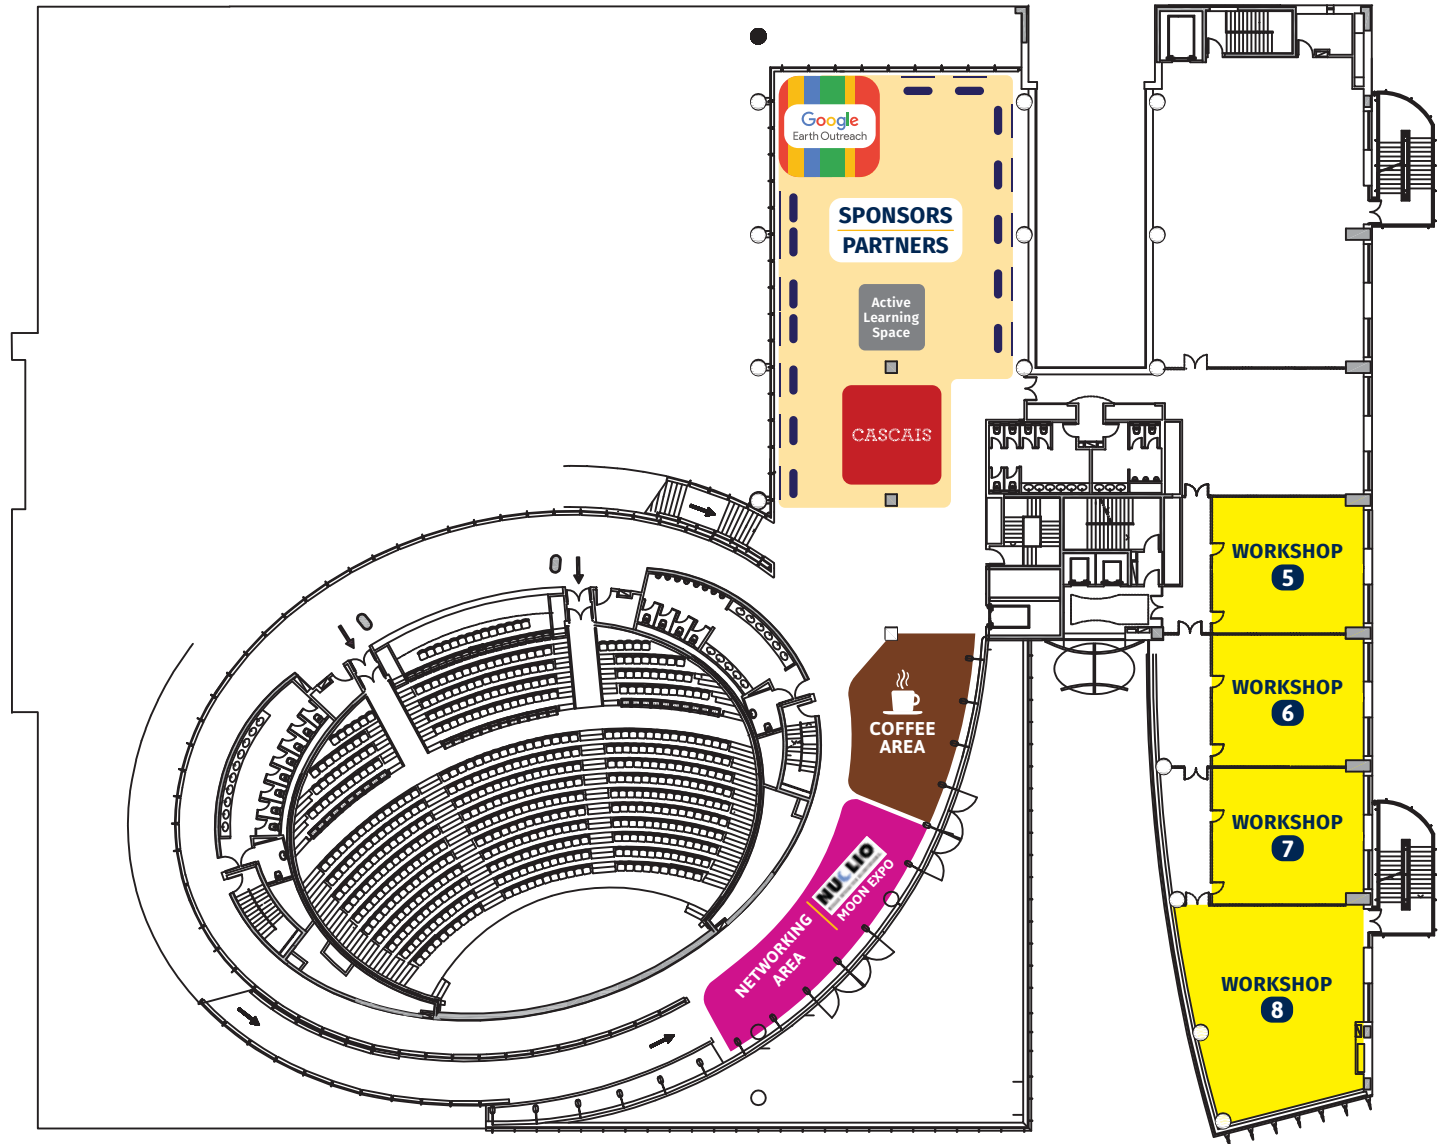 Google
Earth Outreach
SPONSORS
PARTNERS
Active
Learning
Space
CASCAIS
WORKSHOP
5
WORKSHOP
6
COFFEE
AREA
WORKSHOP
7
NUCLIO
MOON EXPO
NETWORKING
AREA
WORKSHOP
8